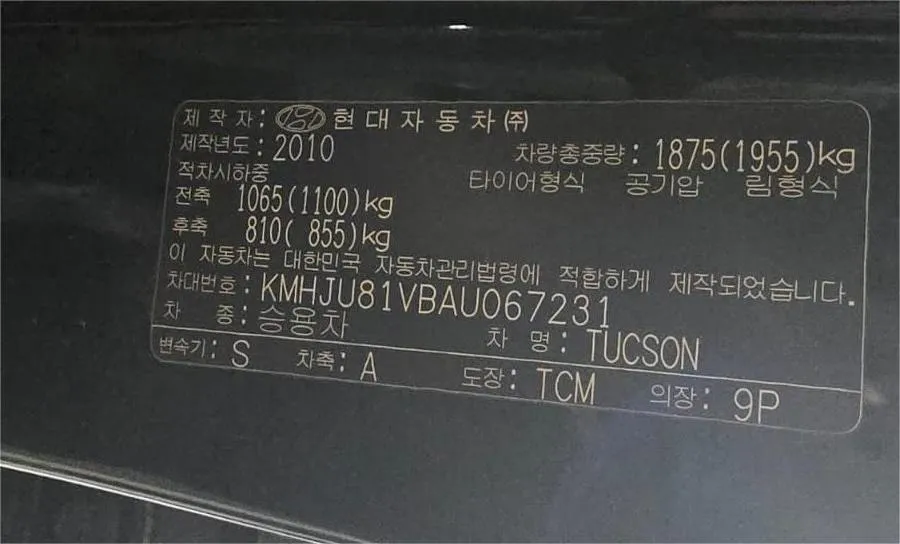 제 작 자 : 현대자동차㈜
제작년도 : 2010 차량총중량 : 1875(1955)kg
적차시하중 타이어형식 공기압 림형식
전축 1065(1100)kg
후축 810( 855)kg
이 자동차는 대한민국 자동차관리법령에 적합하게 제작되었습니다.
차대번호 : KMHJU81VBAU067231
차 종 : 승용차 차 명 : TUCSON
변속기 : S 차축 : A 도장 : TCM 의장 : 9P